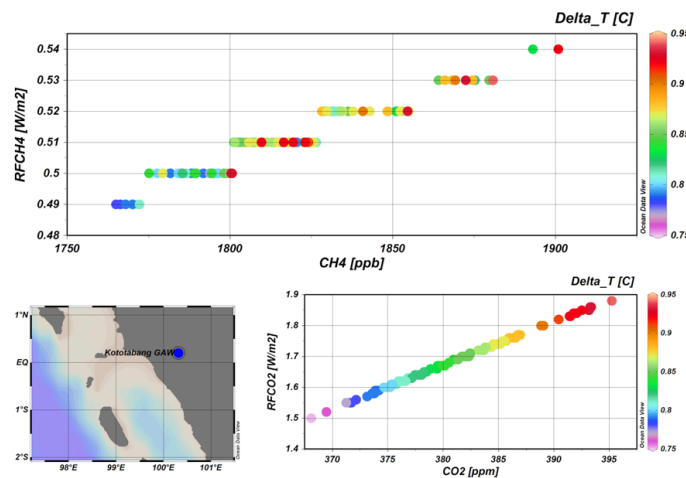 Delta_T [C]
0.54
0.53
0.52
0.51
0.5
0.49
0.48
RFCH4 [W/m2]
1750
1800
1850
1900
CH4 [ppb]
0.95
0.9
0.85
0.8
0.75
Ocean Data View
1°N
EQ
1°S
2°S
Kototabang GAW
98°E
99°E
100°E
101°E
Ocean Data View
Delta_T [C]
1.9
1.8
1.7
1.6
1.5
1.4
RFCO2 [W/m2]
370
375
380
385
390
395
CO2 [ppm]
0.95
0.9
0.85
0.8
0.75
Ocean Data View